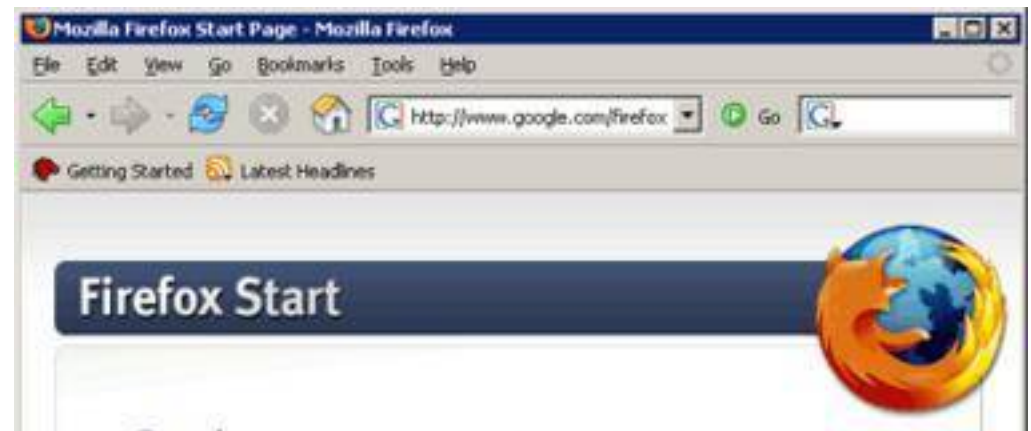 Mozilla Firefox Start Page - Mozilla Firefox
File Edit View Go Bookmarks Tools Help
http://www.google.com/firefox Go
Getting Started Latest Headlines
Firefox Start